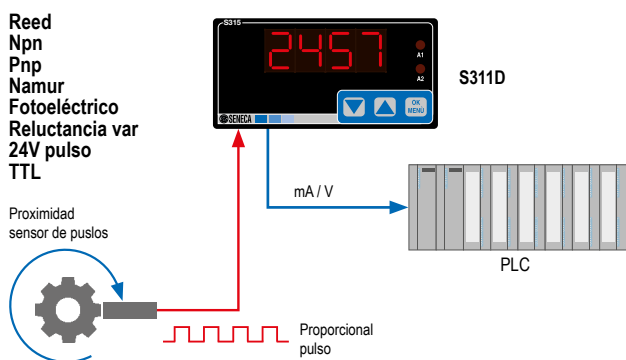 Reed
Npn
Pnp
Namur
Fotoeléctrico
Reluctancia var
24V pulso
TTL
S315
2457
A1
A2
OK
MENÙ
SENECA
S311D
mA / V
PLC
Proximidad
sensor de puslos
Proporcional
pulso